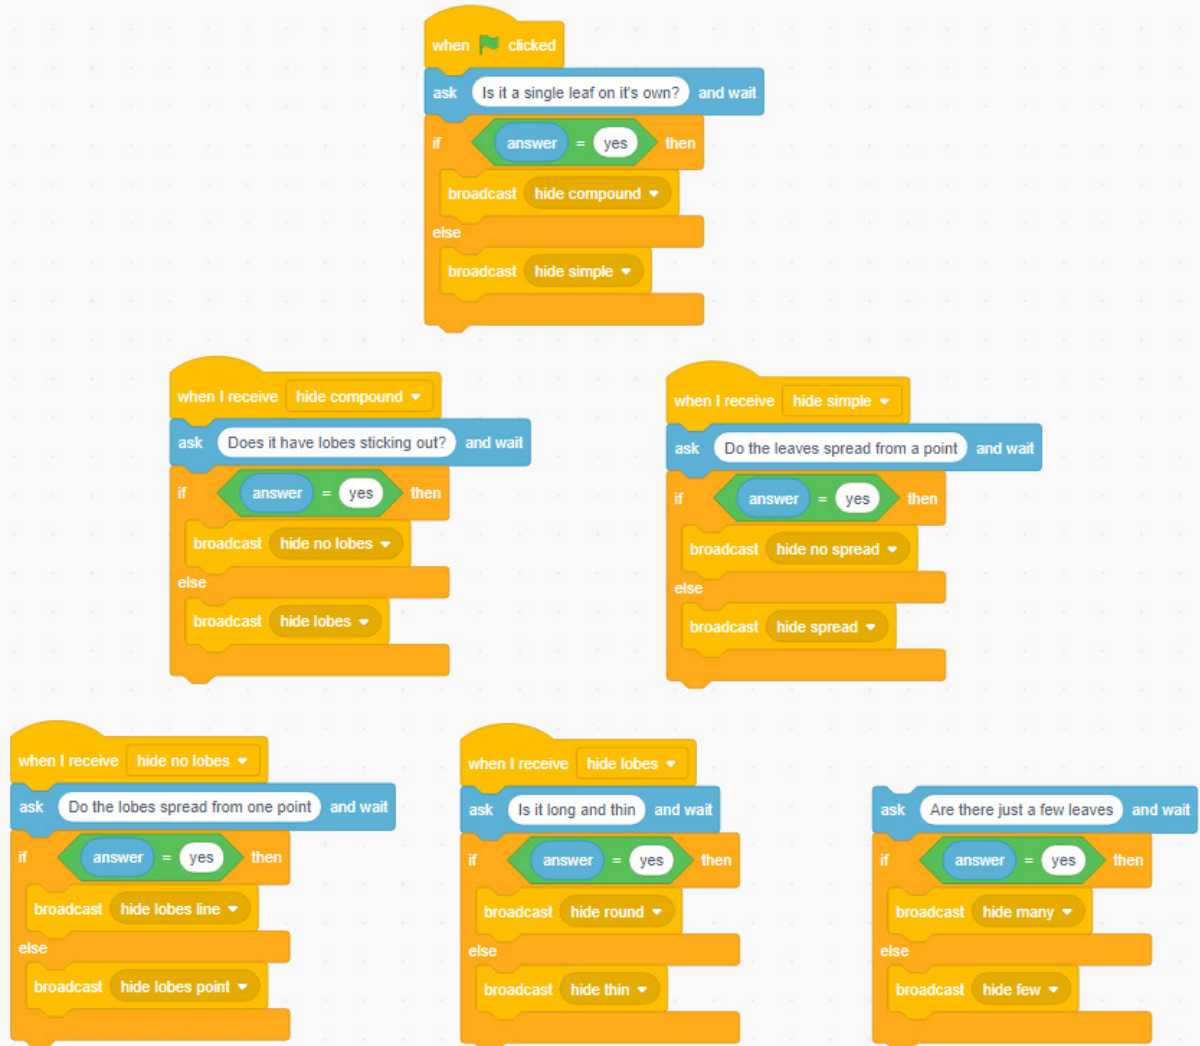 when clicked
ask Is it a single leaf on it's own? and wait
if answer = yes then
broadcast hide compound
else
broadcast hide simple
when I receive hide compound
ask Does it have lobes sticking out? and wait
if answer = yes then
broadcast hide no lobes
else
broadcast hide lobes
when I receive hide simple
ask Do the leaves spread from a point and wait
if answer = yes then
broadcast hide no spread
else
broadcast hide spread
when I receive hide no lobes
ask Do the lobes spread from one point and wait
if answer = yes then
broadcast hide lobes line
else
broadcast hide lobes point
when I receive hide lobes
ask Is it long and thin and wait
if answer = yes then
broadcast hide round
else
broadcast hide thin
ask Are there just a few leaves and wait
if answer = yes then
broadcast hide many
else
broadcast hide few